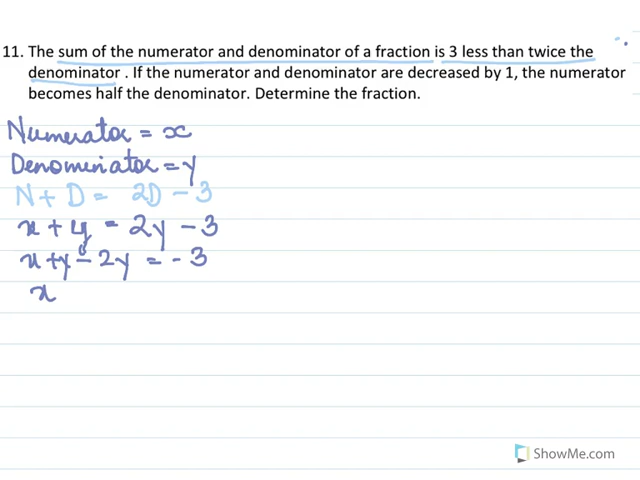 11. The sum of the numerator and denominator of a fraction is 3 less than twice the
denominator . If the numerator and denominator are decreased by 1, the numerator
becomes half the denominator. Determine the fraction.
Numerator = x
Denominator = y
N + D = 2D - 3
x + y = 2y - 3
x + y - 2y = - 3
x
ShowMe.com